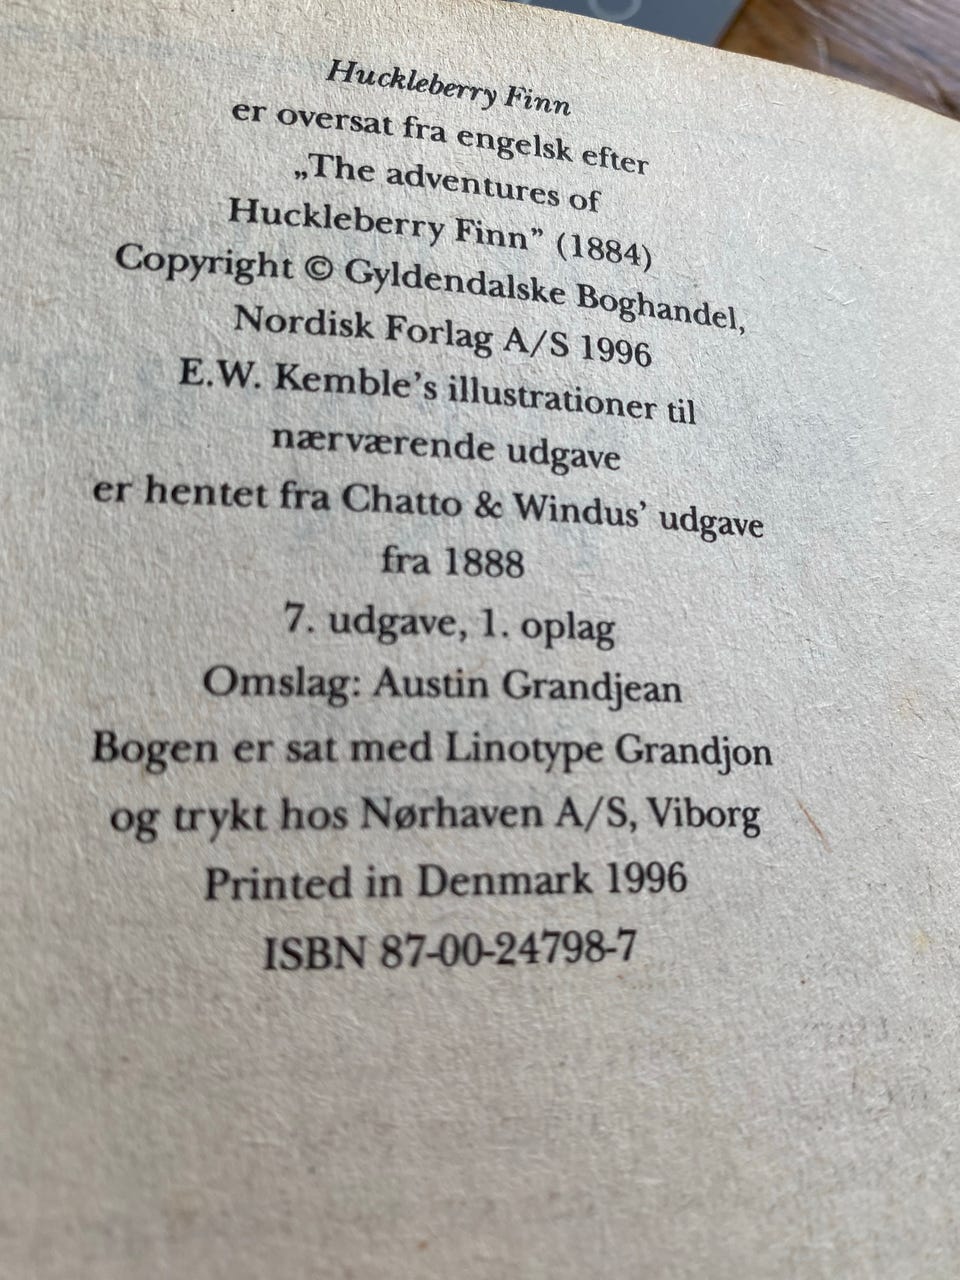 Huckleberry Finn
er oversat fra engelsk efter
„The adventures of
Huckleberry Finn” (1884)
Copyright © Gyldendalske Boghandel,
Nordisk Forlag A/S 1996
E.W. Kemble’s illustrationer til
nærværende udgave
er hentet fra Chatto & Windus’ udgave
fra 1888
7. udgave, 1. oplag
Omslag: Austin Grandjean
Bogen er sat med Linotype Grandjon
og trykt hos Nørhaven A/S, Viborg
Printed in Denmark 1996
ISBN 87-00-24798-7